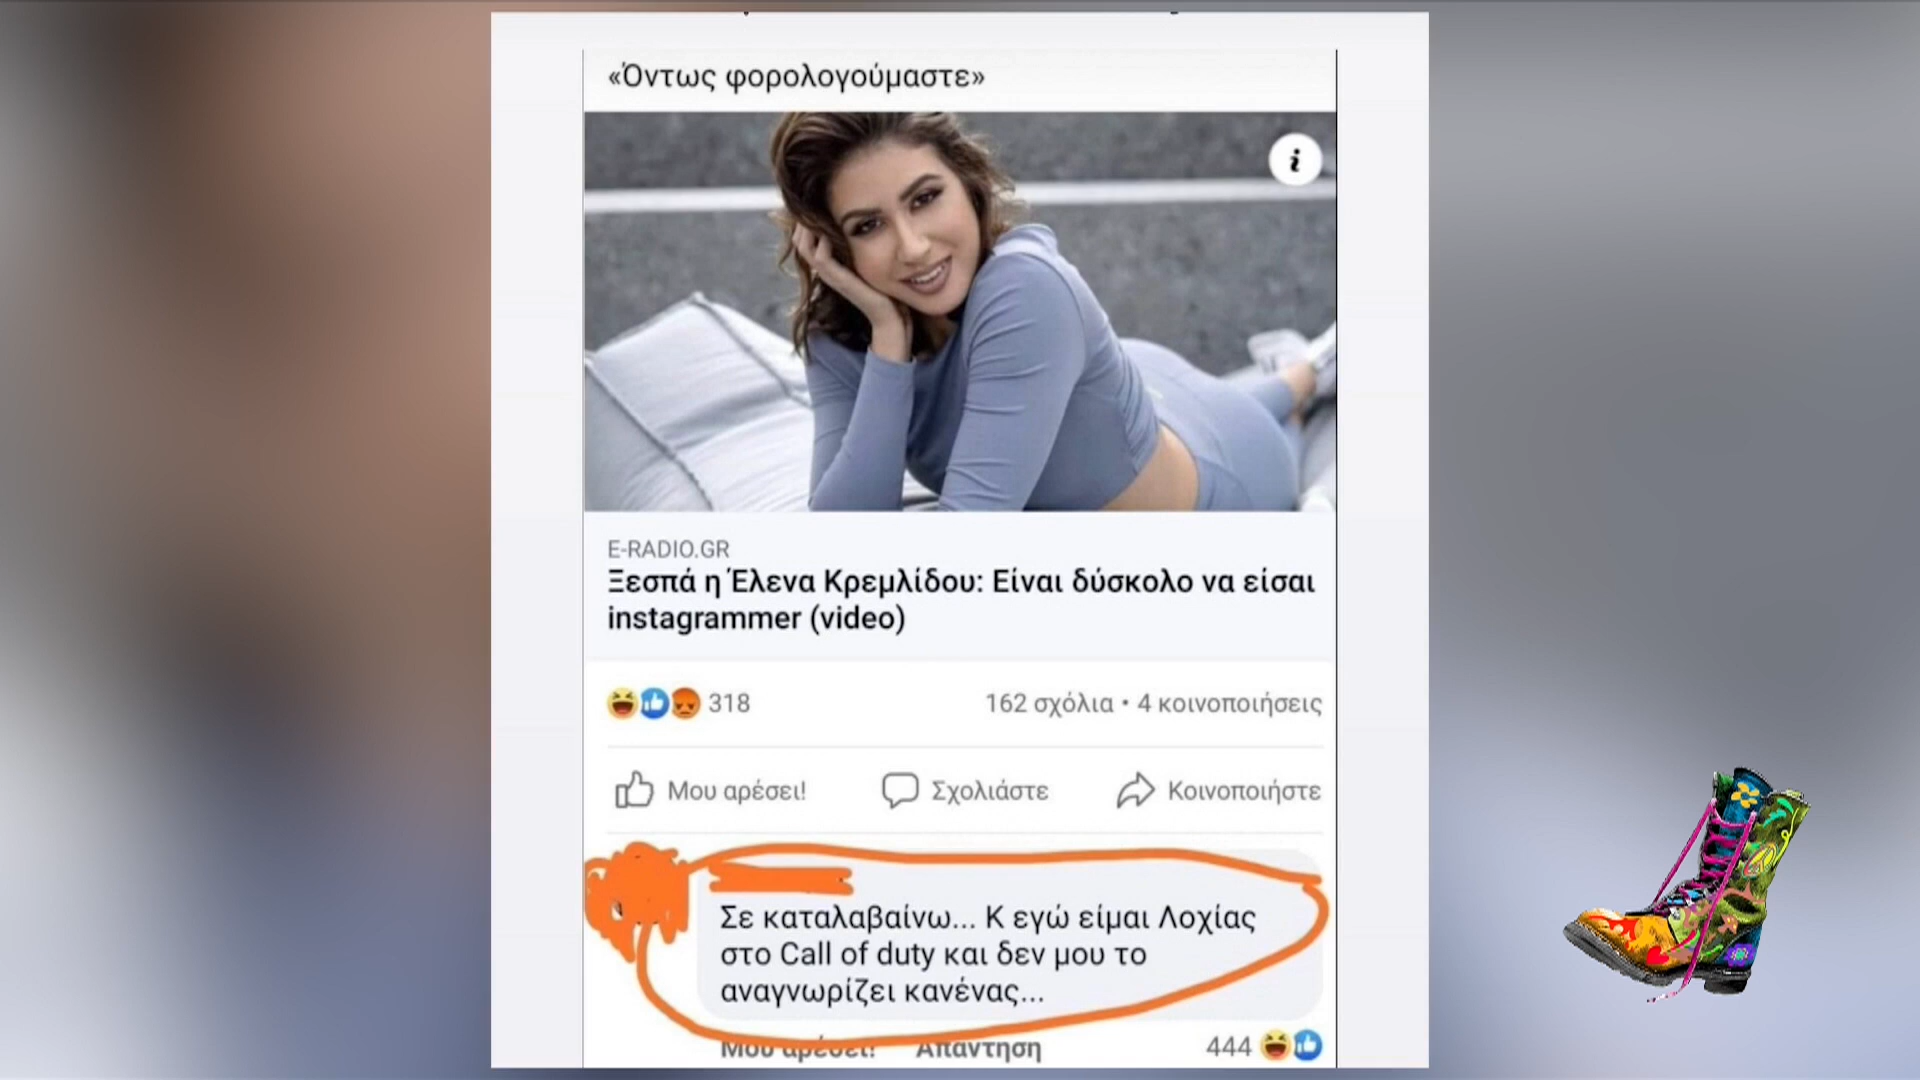 «Όντως φορολογούμαστε»
i
E-RADIO.GR
Ξεσπά η Έλενα Κρεμλίδου: Είναι δύσκολο να είσαι
instagrammer (video)
318
162 σχόλια • 4 κοινοποιήσεις
Μου αρέσει! Σχολιάστε Κοινοποιήστε
Σε καταλαβαίνω... Κ εγώ είμαι Λοχίας
στο Call of duty και δεν μου το
αναγνωρίζει κανένας...
Μου αρέσει! Απάντηση 444